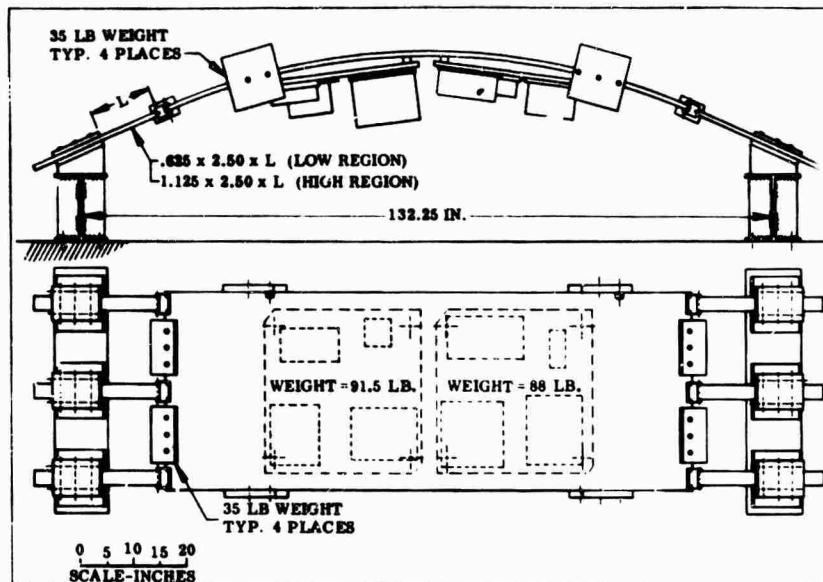 35 LB WEIGHT
TYP. 4 PLACES
L
.625 x 2.50 x L (LOW REGION)
1.125 x 2.50 x L (HIGH REGION)
132.25 IN.
WEIGHT = 91.5 LB.
WEIGHT = 88 LB.
35 LB WEIGHT
TYP. 4 PLACES
0 5 10 15 20
SCALE-INCHES